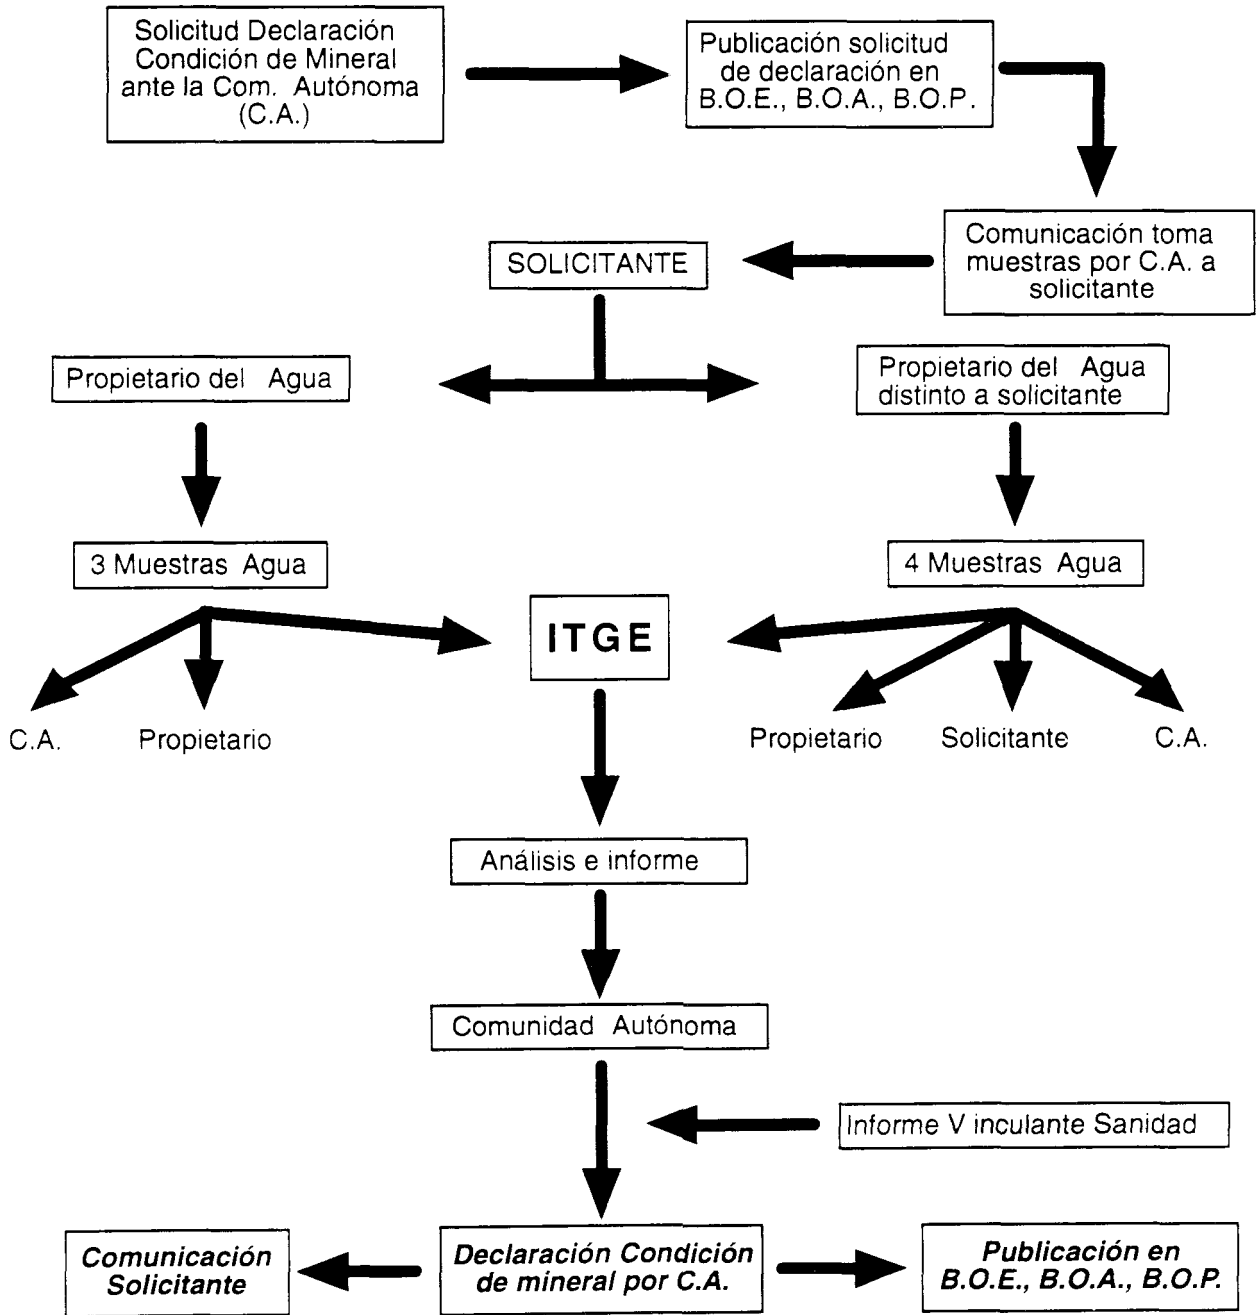 Solicitud Declaración
Condición de Mineral
ante la Com. Autónoma
(C.A.)
Publicación solicitud
de declaración en
B.O.E., B.O.A., B.O.P.
Comunicación toma
muestras por C.A. a
solicitante
SOLICITANTE
Propietario del Agua
Propietario del Agua
distinto a solicitante
3 Muestras Agua
4 Muestras Agua
ITGE
C.A.
Propietario
Propietario
Solicitante
C.A.
Análisis e informe
Comunidad Autónoma
Informe V inculante Sanidad
Comunicación
Solicitante
Declaración Condición
de mineral por C.A.
Publicación en
B.O.E., B.O.A., B.O.P.